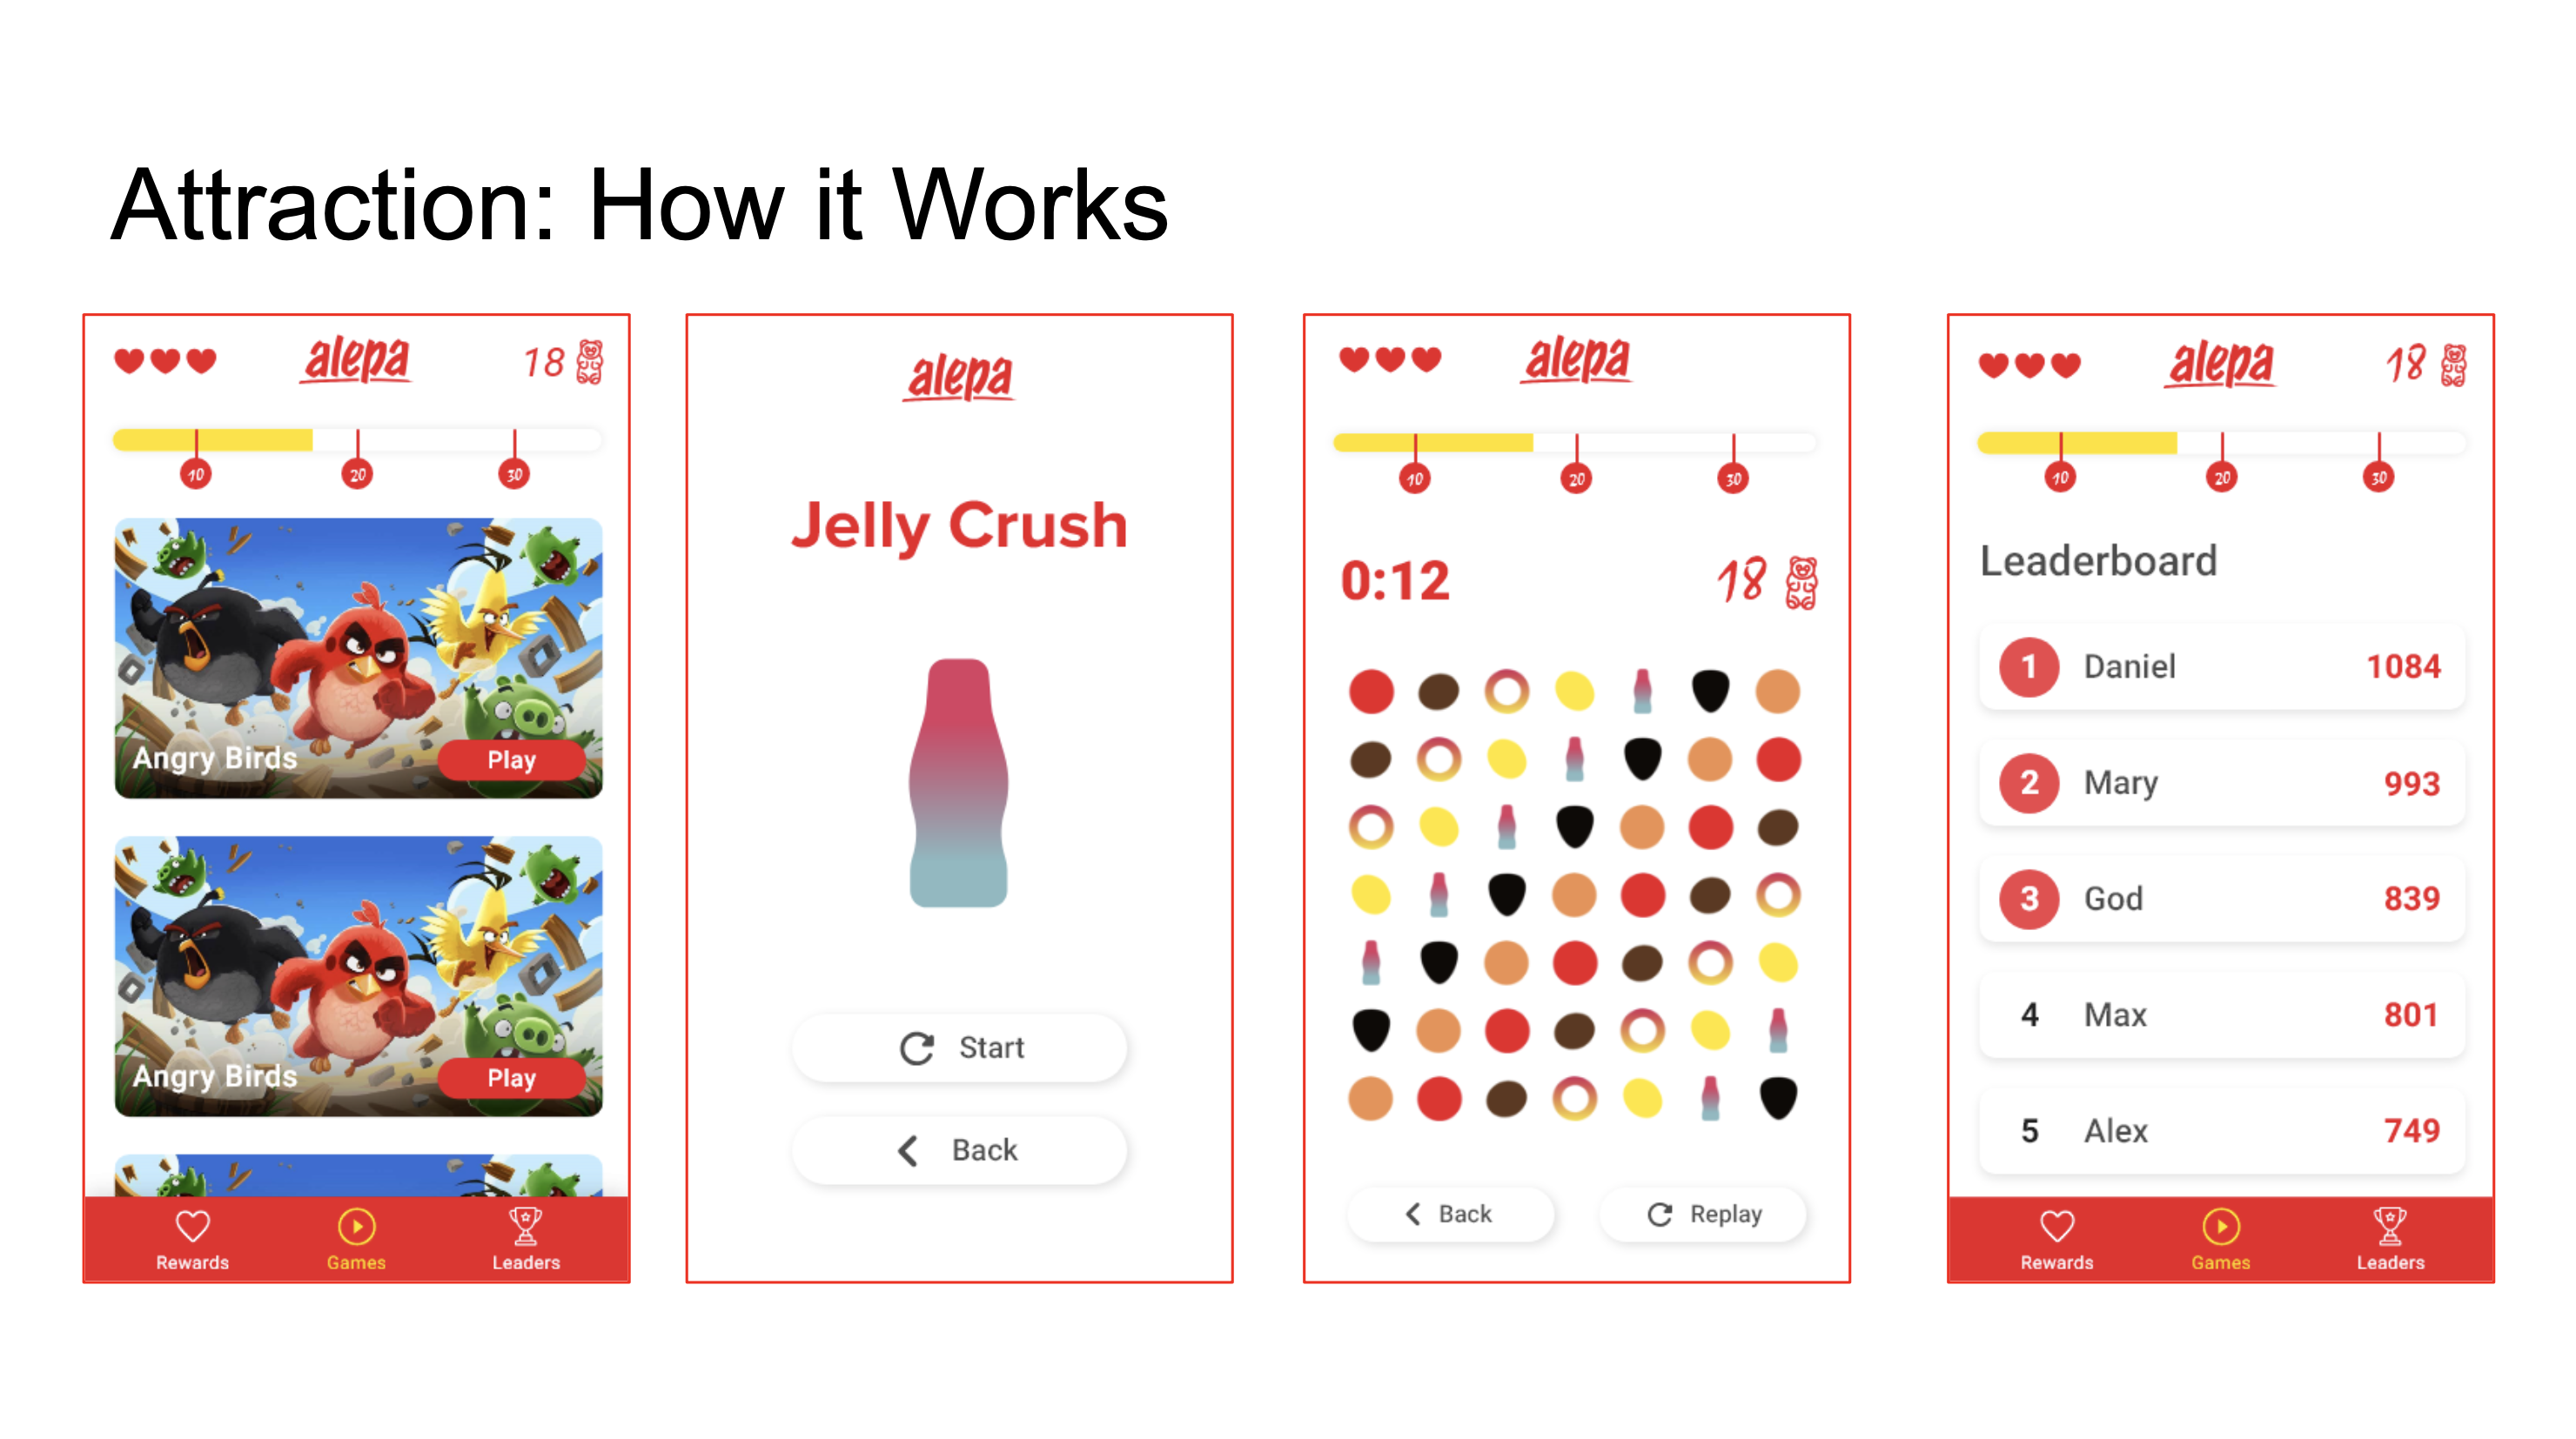 Attraction: How it Works
alepa
18
10
20
30
Angry Birds
Play
Angry Birds
Play
Rewards
Games
Leaders
alepa
Jelly Crush
Start
Back
alepa
10
20
30
0:12
18
Back
Replay
alepa
18
10
20
30
Leaderboard
1 Daniel 1084
2 Mary 993
3 God 839
4 Max 801
5 Alex 749
Rewards
Games
Leaders